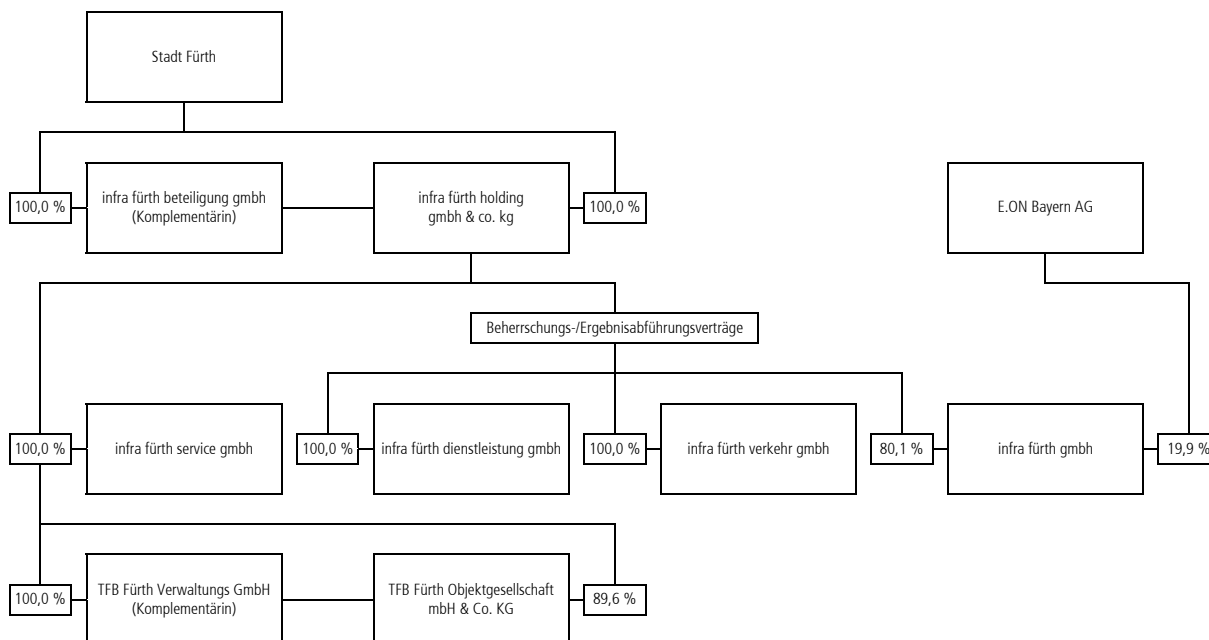 Stadt Fürth
100,0 %
infra fürth beteiligung gmbh
(Komplementärin)
infra fürth holding
gmbh & co. kg
100,0 %
E.ON Bayern AG
Beherrschungs-/Ergebnisabführungsverträge
100,0 %
infra fürth service gmbh
100,0 %
infra fürth dienstleistung gmbh
100,0 %
infra fürth verkehr gmbh
80,1 %
infra fürth gmbh
19,9 %
100,0 %
TFB Fürth Verwaltungs GmbH
(Komplementärin)
TFB Fürth Objektgesellschaft
mbH & Co. KG
89,6 %